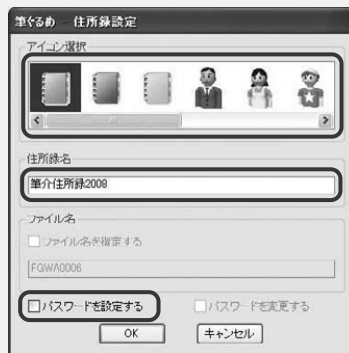 筆ぐるめ - 住所録設定
アイコン選択
住所録名
筆介住所録2008
ファイル名
ファイル名を指定する
FGWA0006
パスワードを設定する
パスワードを変更する
OK
キャンセル